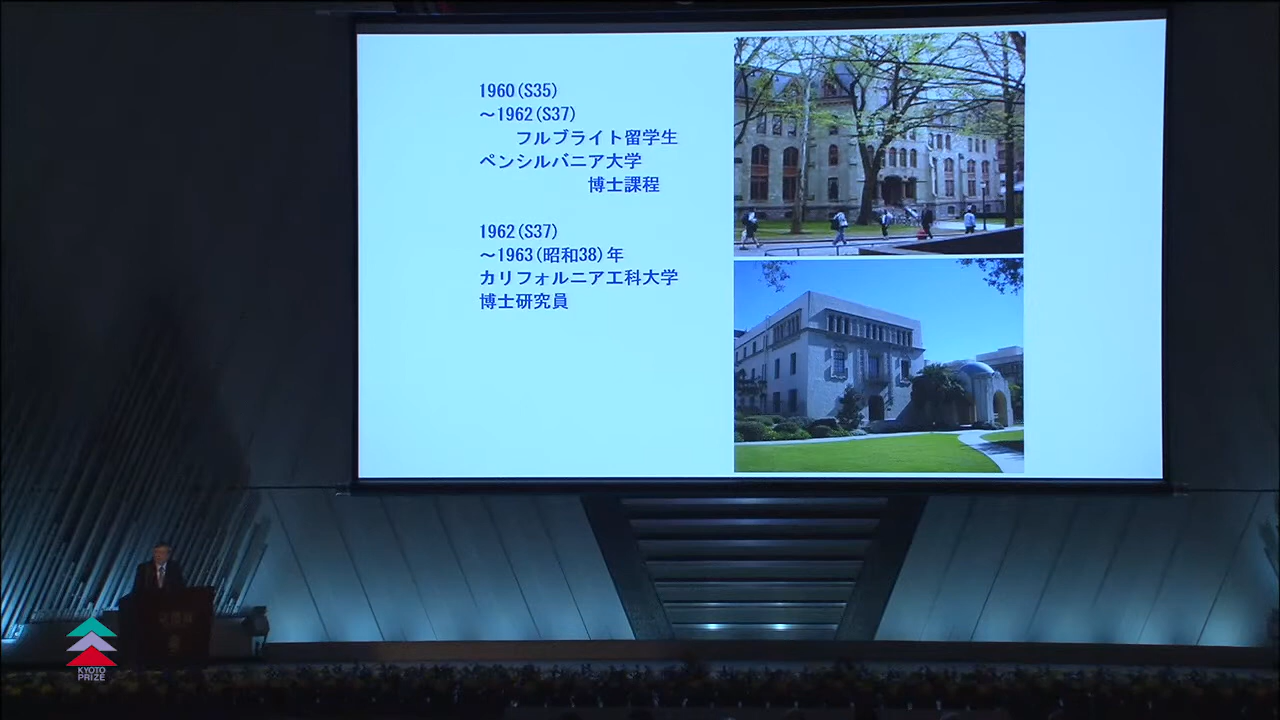 1960(S35)
～1962(S37)
フルブライト留学生
ペンシルバニア大学
博士課程
1962(S37)
～1963(昭和38)年
カリフォルニア工科大学
博士研究員
KYOTO
PRIZE